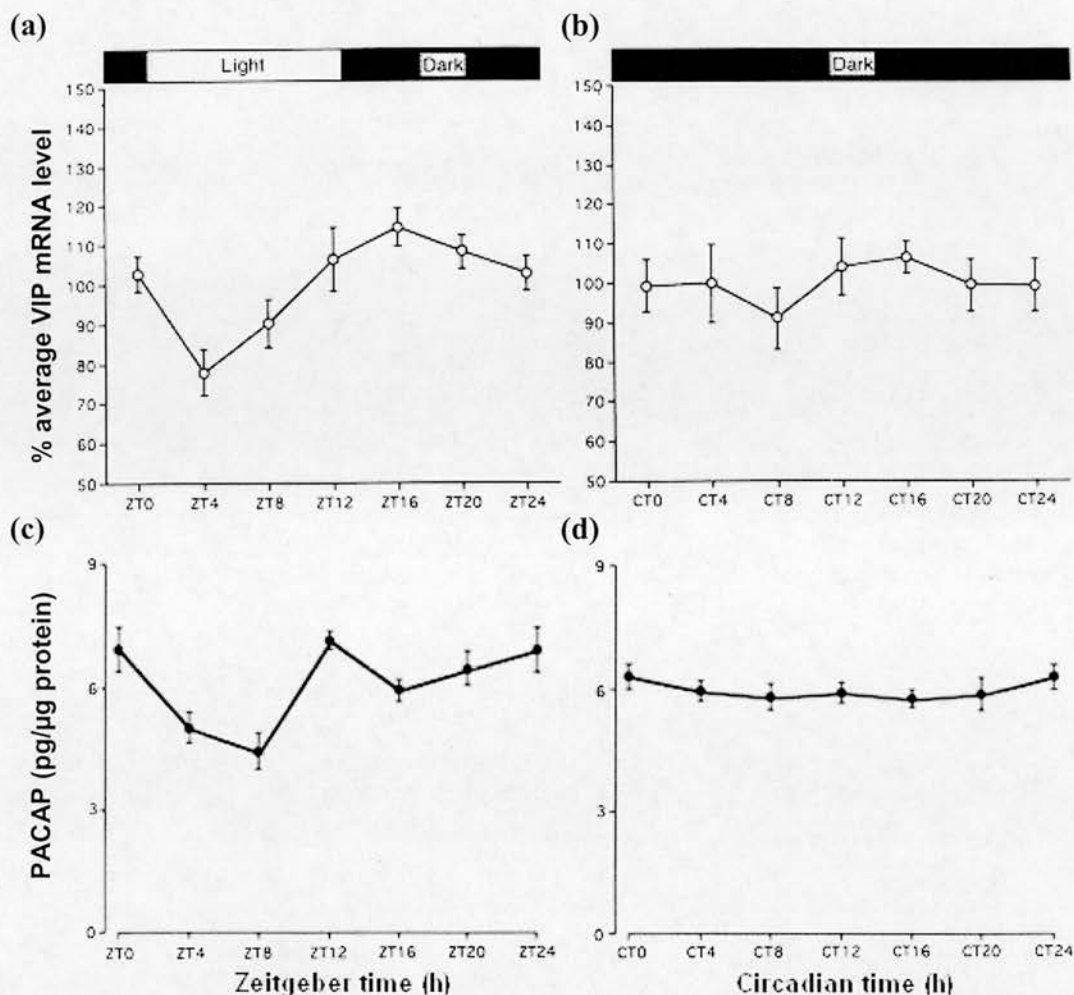 (a)
Light Dark
% average VIP mRNA level
150
140
130
120
110
100
90
80
70
60
50
ZT0 ZT4 ZT8 ZT12 ZT16 ZT20 ZT24
(b)
Dark
150
140
130
120
110
100
90
80
70
60
50
CT0 CT4 CT8 CT12 CT16 CT20 CT24
(c)
PACAP (pg/µg protein)
9
6
3
0
ZT0 ZT4 ZT8 ZT12 ZT16 ZT20 ZT24
Zeitgeber time (h)
(d)
9
6
3
0
CT0 CT4 CT8 CT12 CT16 CT20 CT24
Circadian time (h)